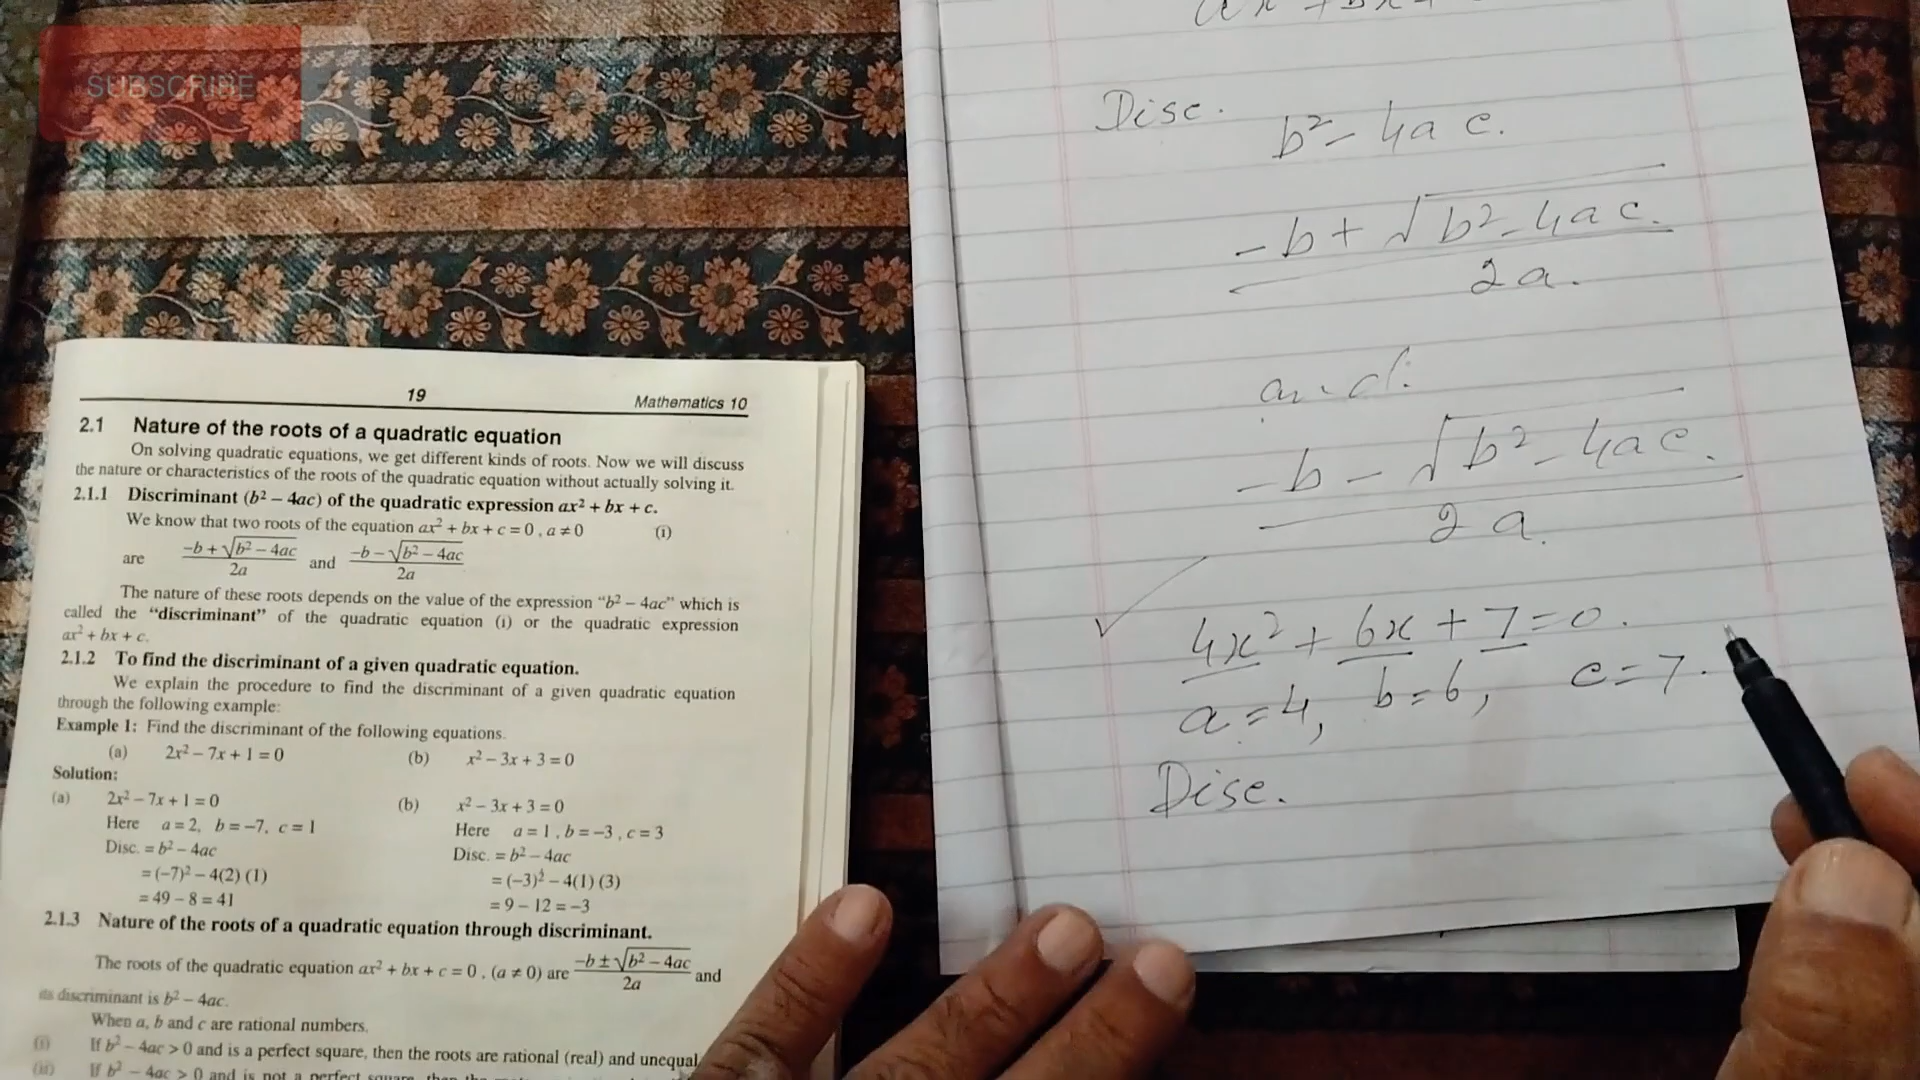 SUBSCRIBE
19 Mathematics 10
2.1 Nature of the roots of a quadratic equation
On solving quadratic equations, we get different kinds of roots. Now we will discuss
the nature or characteristics of the roots of the quadratic equation without actually solving it.
2.1.1 Discriminant (b² – 4ac) of the quadratic expression ax² + bx + c.
We know that two roots of the equation ax² + bx + c = 0 , a ≠ 0 (i)
are (–b + √(b² – 4ac))/2a and (–b – √(b² – 4ac))/2a
The nature of these roots depends on the value of the expression “b² – 4ac” which is
called the “discriminant” of the quadratic equation (i) or the quadratic expression
ax² + bx + c.
2.1.2 To find the discriminant of a given quadratic equation.
We explain the procedure to find the discriminant of a given quadratic equation
through the following example:
Example 1: Find the discriminant of the following equations.
(a) 2x² – 7x + 1 = 0 (b) x² – 3x + 3 = 0
Solution:
(a) 2x² – 7x + 1 = 0 (b) x² – 3x + 3 = 0
Here a = 2, b = –7, c = 1 Here a = 1 , b = –3 , c = 3
Disc. = b² – 4ac Disc. = b² – 4ac
= (–7)² – 4(2) (1) = (–3)² – 4(1) (3)
= 49 – 8 = 41 = 9 – 12 = –3
2.1.3 Nature of the roots of a quadratic equation through discriminant.
The roots of the quadratic equation ax² + bx + c = 0 , (a ≠ 0) are (–b ± √(b² – 4ac))/2a and
its discriminant is b² – 4ac.
When a, b and c are rational numbers.
(i) If b² – 4ac > 0 and is a perfect square, then the roots are rational (real) and unequal
(ii) If b² – 4ac > 0 and is not a perfect square, then the
Disc.
b² – 4ac.
(–b + √(b² – 4ac.))/2a.
and.
(–b – √(b² – 4ac.))/2a.
4x² + 6x + 7 = 0.
a = 4, b = 6, c = 7.
Disc.